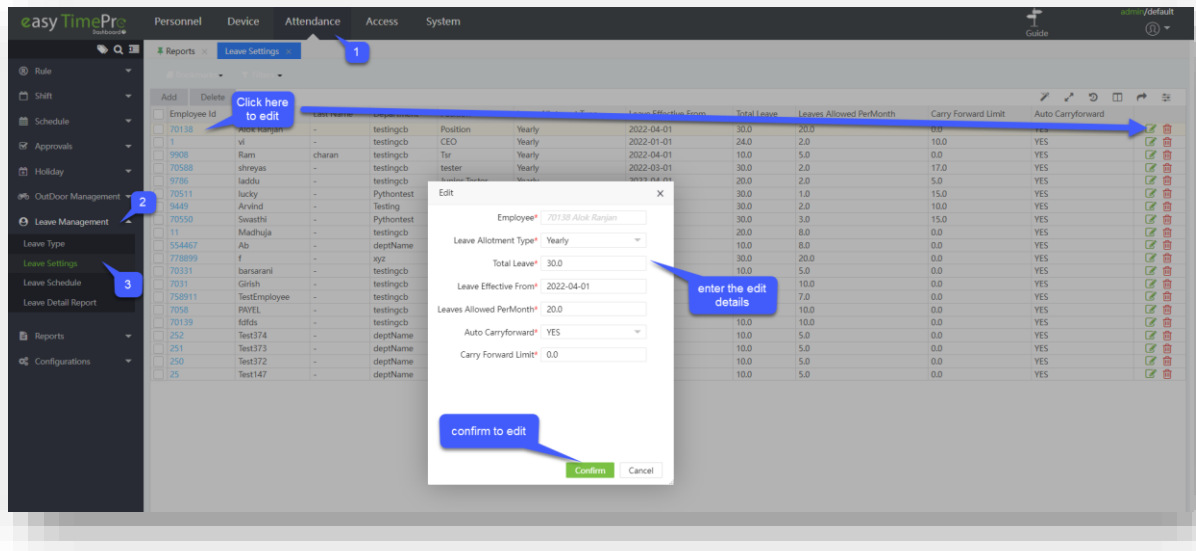 easy TimePro
Dashboard
Personnel Device Attendance Access System
Guide
admin/default
1
Reports × Leave Settings ×
Rule
Shift
Schedule
Approvals
Holiday
OutDoor Management
2
Leave Management
Leave Type
Leave Settings
3
Leave Schedule
Leave Detail Report
Reports
Configurations
Add Delete
Click here
to edit
Employee Id Last Name Department Leave Effective From Total Leave Leaves Allowed PerMonth Carry Forward Limit Auto Carryforward
70138 Alok Ranjan - testingcb Position Yearly 2022-04-01 30.0 20.0 0.0 YES
1 vi - testingcb CEO Yearly 2022-01-01 24.0 2.0 10.0 YES
9908 Ram charan testingcb Tsr Yearly 2022-04-01 10.0 5.0 0.0 YES
70588 shreyas - testingcb tester Yearly 2022-03-01 30.0 2.0 17.0 YES
9786 laddu - testingcb Junior Tester Yearly 2022-04-01 20.0 2.0 5.0 YES
70511 lucky - Pythontest 30.0 1.0 15.0 YES
9449 Arvind - Testing 30.0 2.0 10.0 YES
70550 Swasthi - Pythontest 30.0 3.0 15.0 YES
11 Madhuja - testingcb 20.0 8.0 0.0 YES
554467 Ab - deptName 10.0 8.0 0.0 YES
778899 f - xyz 30.0 20.0 0.0 YES
70331 barsarani - testingcb 10.0 5.0 0.0 YES
7031 Girish - testingcb 10.0 0.0 YES
758911 TestEmployee - testingcb 7.0 0.0 YES
7058 PAYEL - testingcb 10.0 0.0 YES
70139 fdfds - testingcb 10.0 10.0 0.0 YES
252 Test374 - deptName 10.0 5.0 0.0 YES
251 Test373 - deptName 10.0 5.0 0.0 YES
250 Test372 - deptName 10.0 5.0 0.0 YES
25 Test147 - deptName 10.0 5.0 0.0 YES
Edit ×
Employee* 70138 Alok Ranjan
Leave Allotment Type* Yearly
Total Leave* 30.0
Leave Effective From* 2022-04-01
Leaves Allowed PerMonth* 20.0
Auto Carryforward* YES
Carry Forward Limit* 0.0
enter the edit
details
confirm to edit
Confirm Cancel